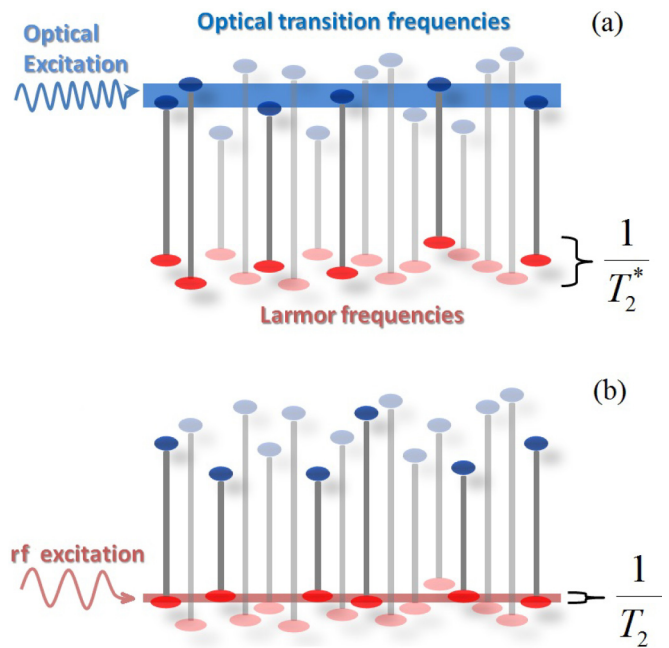 Optical transition frequencies
(a)
Optical
Excitation
1
T2*
Larmor frequencies
(b)
rf excitation
1
T2